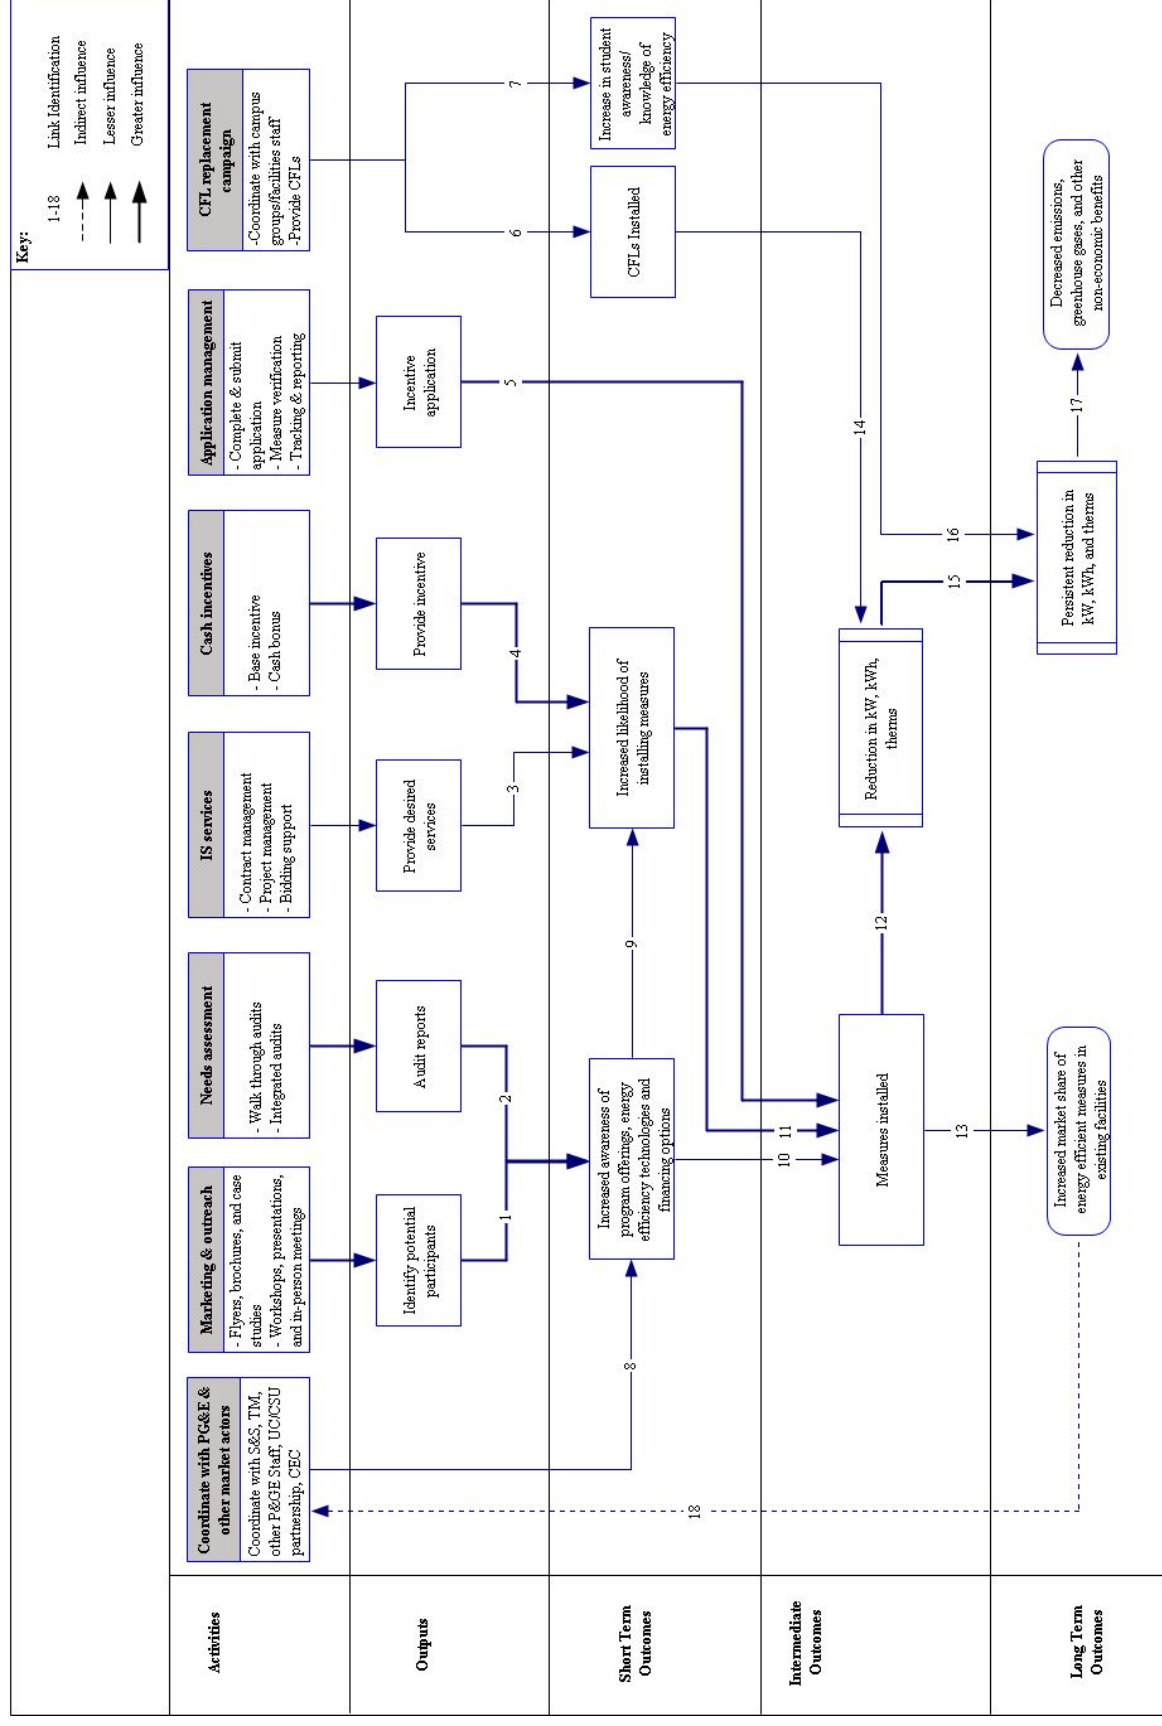 Key:
1-18 Link Identification
Indirect influence
Lesser influence
Greater influence
Activities
Coordinate with PG&E &
other market actors
Coordinate with S&S, TM,
other P&GE Staff, UC/CSU
partnership, CEC
Marketing & outreach
- Flyers, brochures, and case
studies
- Workshops, presentations,
and in-person meetings
Needs assessment
- Walk through audits
- Integrated audits
IS services
- Contract management
- Project management
- Bidding support
Cash incentives
- Base incentive
- Cash bonus
Application management
- Complete & submit
application
- Measure verification
- Tracking & reporting
CFL replacement
campaign
-Coordinate with campus
groups/facilities staff
-Provide CFLs
Outputs
Identify potential
participants
Audit reports
Provide desired
services
Provide incentive
Incentive
application
1
2
3
4
5
6
7
Short Term
Outcomes
8
Increased awareness of
program offerings, energy
efficiency technologies and
financing options
9
Increased likelihood of
installing measures
CFLs Installed
Increase in student
awareness/
knowledge of
energy efficiency
10
11
Intermediate
Outcomes
Measures installed
12
Reduction in kW, kWh,
therms
14
18
13
15
16
Long Term
Outcomes
Increased market share of
energy efficient measures in
existing facilities
Persistent reduction in
kW, kWh, and therms
17
Decreased emissions,
greenhouse gases, and other
non-economic benefits